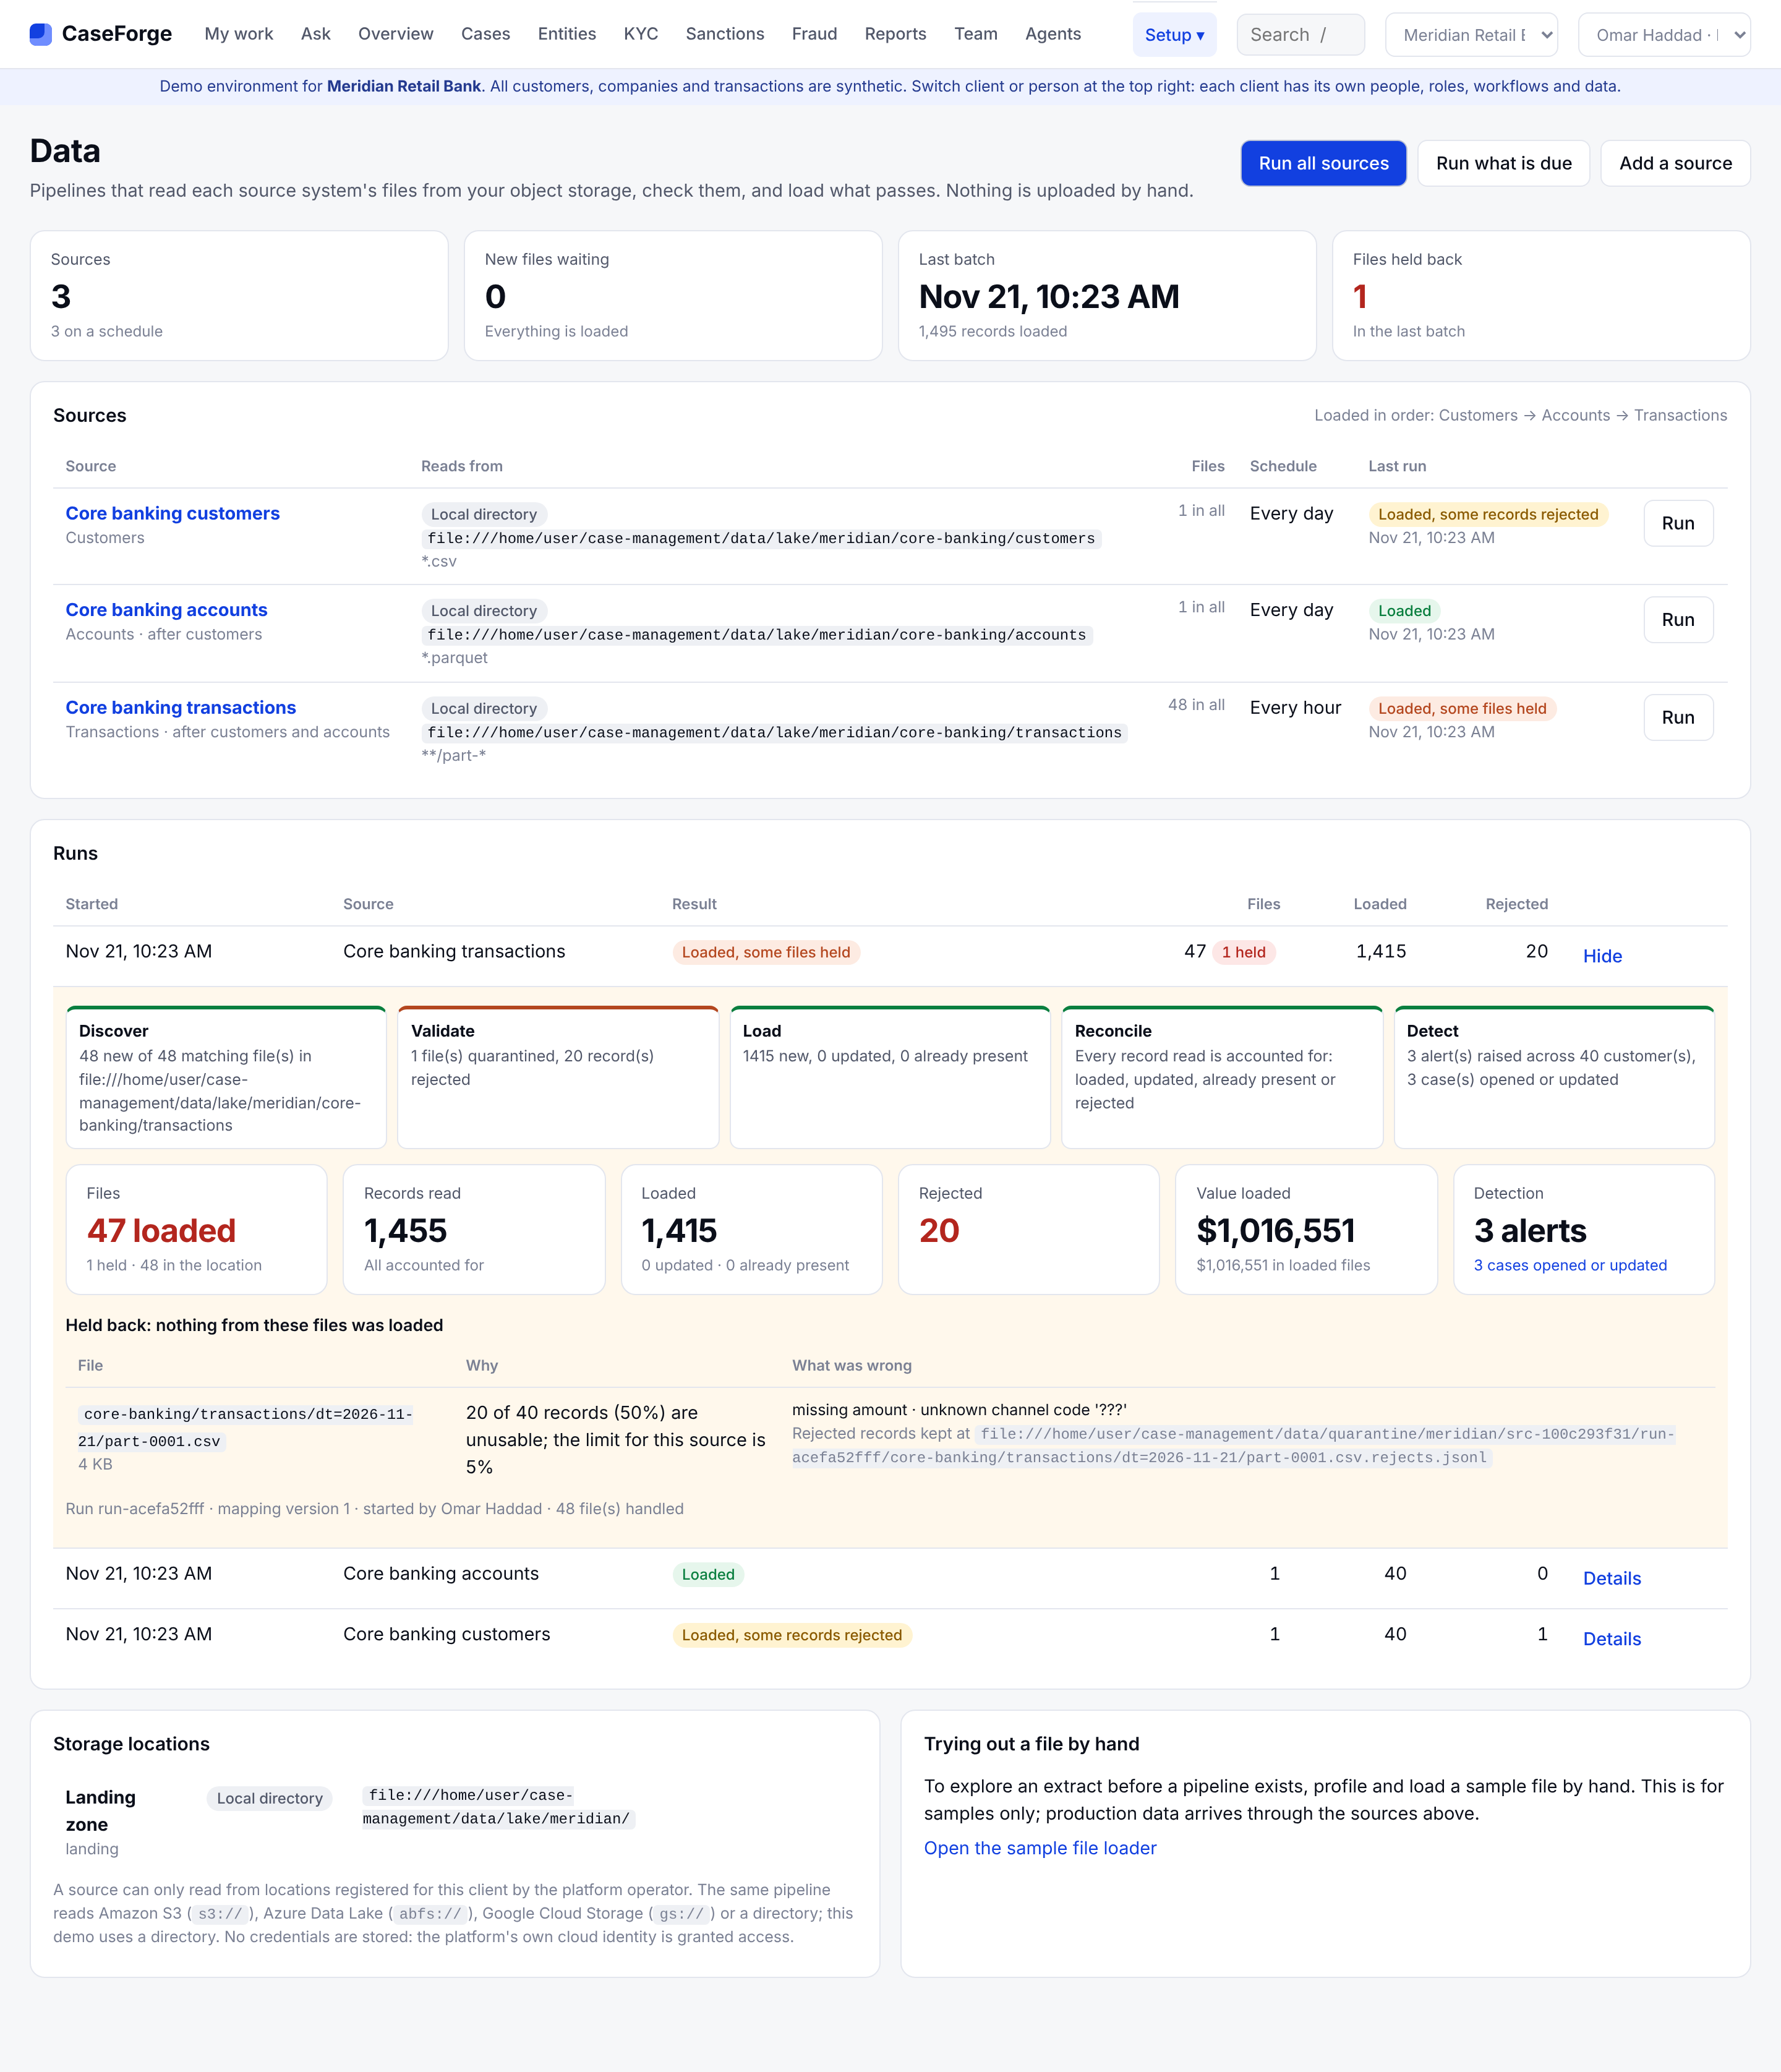 CaseForge My work Ask Overview Cases Entities KYC Sanctions Fraud Reports Team Agents Setup ▾ Search / Meridian Retail Omar Haddad ·
Demo environment for Meridian Retail Bank. All customers, companies and transactions are synthetic. Switch client or person at the top right: each client has its own people, roles, workflows and data.
Data
Run all sources Run what is due Add a source
Pipelines that read each source system's files from your object storage, check them, and load what passes. Nothing is uploaded by hand.
Sources New files waiting Last batch Files held back
3 0 Nov 21, 10:23 AM 1
3 on a schedule Everything is loaded 1,495 records loaded In the last batch
Sources Loaded in order: Customers → Accounts → Transactions
Source Reads from Files Schedule Last run
Core banking customers Local directory 1 in all Every day Loaded, some records rejected Run
Customers file:///home/user/case-management/data/lake/meridian/core-banking/customers Nov 21, 10:23 AM
*.csv
Core banking accounts Local directory 1 in all Every day Loaded Run
Accounts · after customers file:///home/user/case-management/data/lake/meridian/core-banking/accounts Nov 21, 10:23 AM
*.parquet
Core banking transactions Local directory 48 in all Every hour Loaded, some files held Run
Transactions · after customers and accounts file:///home/user/case-management/data/lake/meridian/core-banking/transactions Nov 21, 10:23 AM
**/part-*
Runs
Started Source Result Files Loaded Rejected
Nov 21, 10:23 AM Core banking transactions Loaded, some files held 47 1 held 1,415 20 Hide
Discover
48 new of 48 matching file(s) in
file:///home/user/case-
management/data/lake/meridian/core-
banking/transactions
Validate
1 file(s) quarantined, 20 record(s)
rejected
Load
1415 new, 0 updated, 0 already present
Reconcile
Every record read is accounted for:
loaded, updated, already present or
rejected
Detect
3 alert(s) raised across 40 customer(s),
3 case(s) opened or updated
Files Records read Loaded Rejected Value loaded Detection
47 loaded 1,455 1,415 20 $1,016,551 3 alerts
1 held · 48 in the location All accounted for 0 updated · 0 already present $1,016,551 in loaded files 3 cases opened or updated
Held back: nothing from these files was loaded
File Why What was wrong
core-banking/transactions/dt=2026-11-
21/part-0001.csv
4 KB
20 of 40 records (50%) are
unusable; the limit for this source is
5%
missing amount · unknown channel code '???'
Rejected records kept at file:///home/user/case-management/data/quarantine/meridian/src-100c293f31/run-
acefa52fff/core-banking/transactions/dt=2026-11-21/part-0001.csv.rejects.jsonl
Run run-acefa52fff · mapping version 1 · started by Omar Haddad · 48 file(s) handled
Nov 21, 10:23 AM Core banking accounts Loaded 1 40 0 Details
Nov 21, 10:23 AM Core banking customers Loaded, some records rejected 1 40 1 Details
Storage locations
Landing
zone
landing
Local directory
file:///home/user/case-
management/data/lake/meridian/
A source can only read from locations registered for this client by the platform operator. The same pipeline
reads Amazon S3 ( s3:// ), Azure Data Lake ( abfs:// ), Google Cloud Storage ( gs:// ) or a directory; this
demo uses a directory. No credentials are stored: the platform's own cloud identity is granted access.
Trying out a file by hand
To explore an extract before a pipeline exists, profile and load a sample file by hand. This is for
samples only; production data arrives through the sources above.
Open the sample file loader